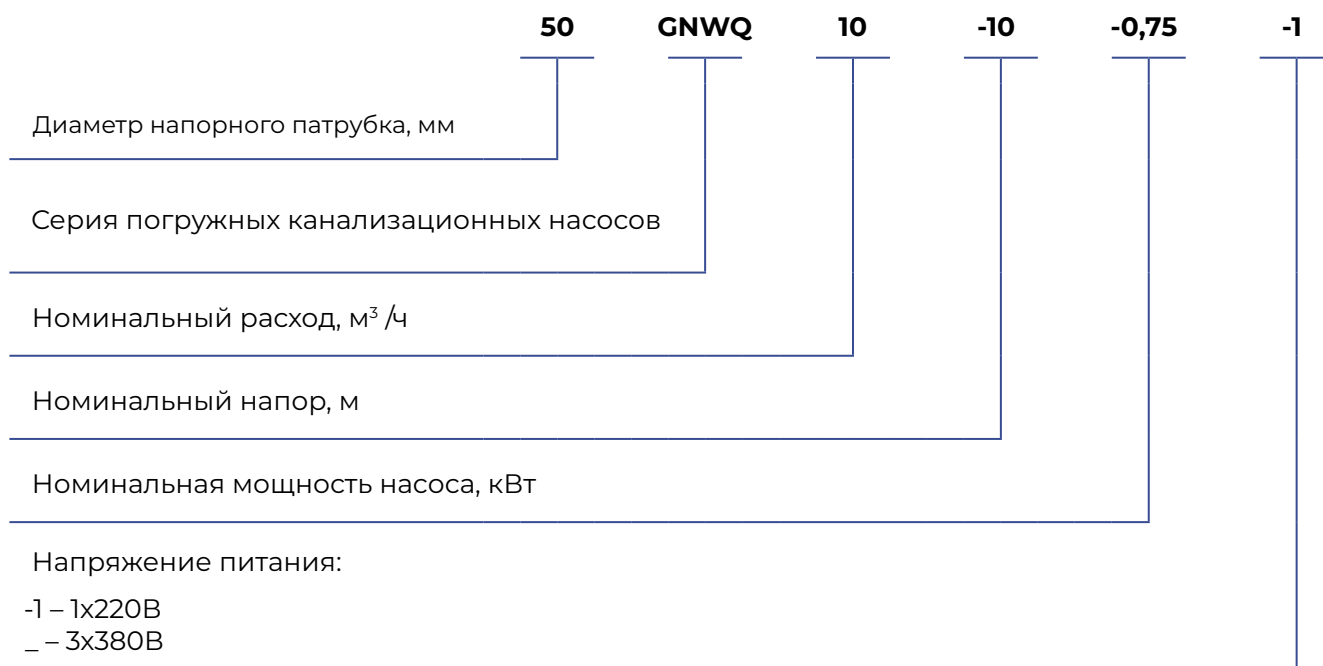 50 GNWQ 10 -10 -0,75 -1
Диаметр напорного патрубка, мм
Серия погружных канализационных насосов
Номинальный расход, м³ /ч
Номинальный напор, м
Номинальная мощность насоса, кВт
Напряжение питания:
-1 – 1x220В
_ – 3x380В